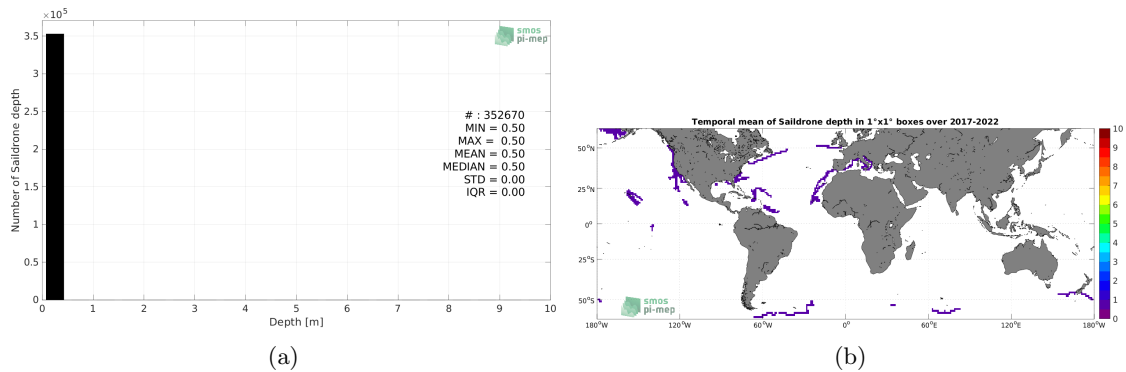 ×10⁵
3.5
3
2.5
2
1.5
1
0.5
0
Number of Saildrone depth
smos
pi-mep
# : 352670
MIN = 0.50
MAX = 0.50
MEAN = 0.50
MEDIAN = 0.50
STD = 0.00
IQR = 0.00
0 1 2 3 4 5 6 7 8 9 10
Depth [m]
(a)
Temporal mean of Saildrone depth in 1°x1° boxes over 2017-2022
50°N
25°N
0°
25°S
50°S
smos
pi-mep
180°W 120°W 60°W 0° 60°E 120°E 180°W
10
9
8
7
6
5
4
3
2
1
0
(b)